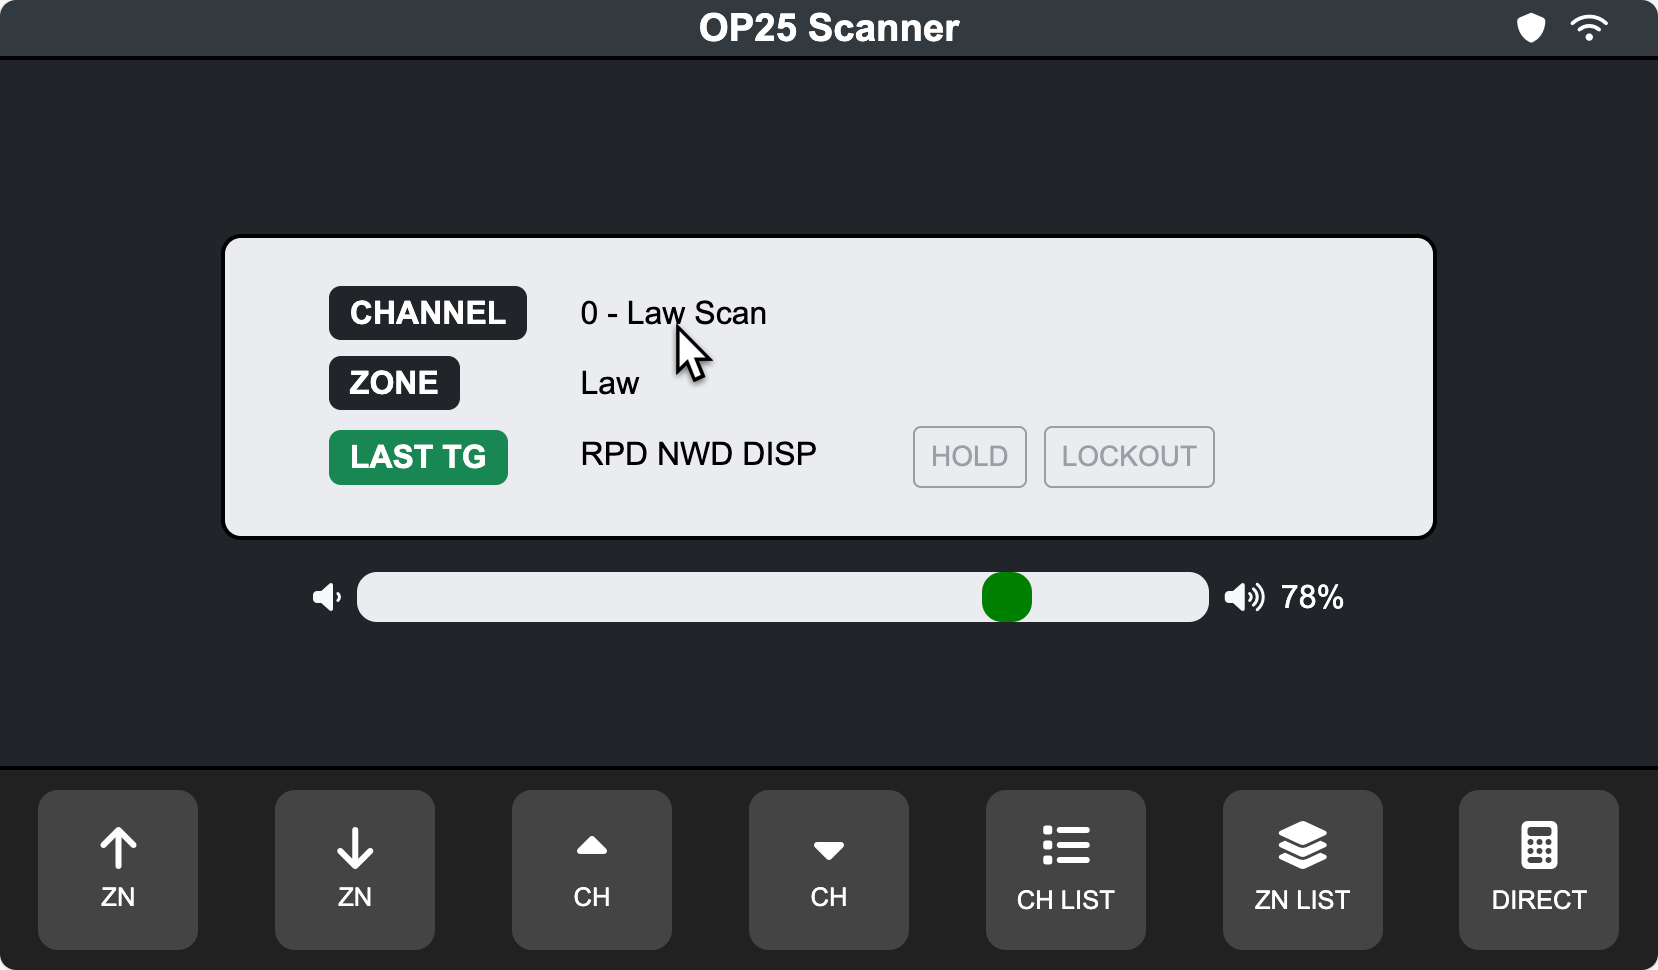 OP25 Scanner
CHANNEL 0 - Law Scan
ZONE Law
LAST TG RPD NWD DISP HOLD LOCKOUT
78%
ZN ZN CH CH CH LIST ZN LIST DIRECT